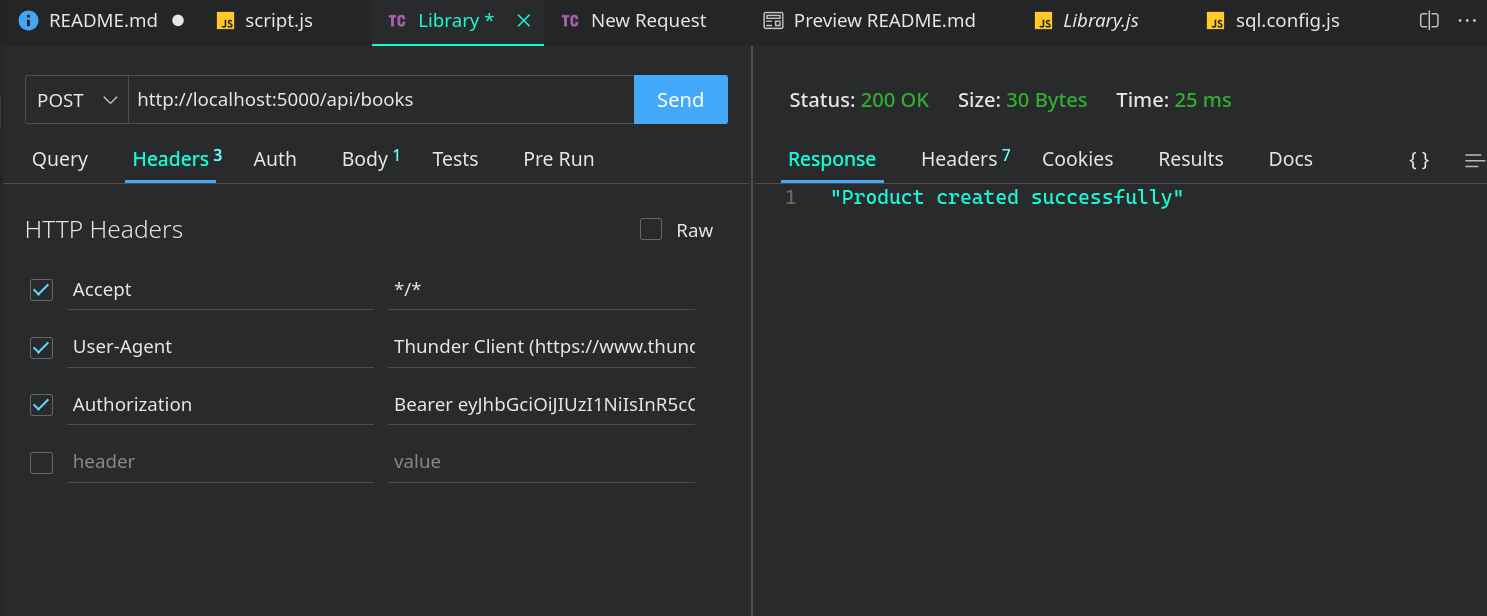 README.md script.js TC Library * TC New Request Preview README.md Library.js sql.config.js
POST http://localhost:5000/api/books Send
Query Headers 3 Auth Body 1 Tests Pre Run
HTTP Headers Raw
Accept */*
User-Agent Thunder Client (https://www.thunc
Authorization Bearer eyJhbGciOiJIUzI1NiIsInR5cC
header value
Status: 200 OK Size: 30 Bytes Time: 25 ms
Response Headers 7 Cookies Results Docs { }
1 "Product created successfully"